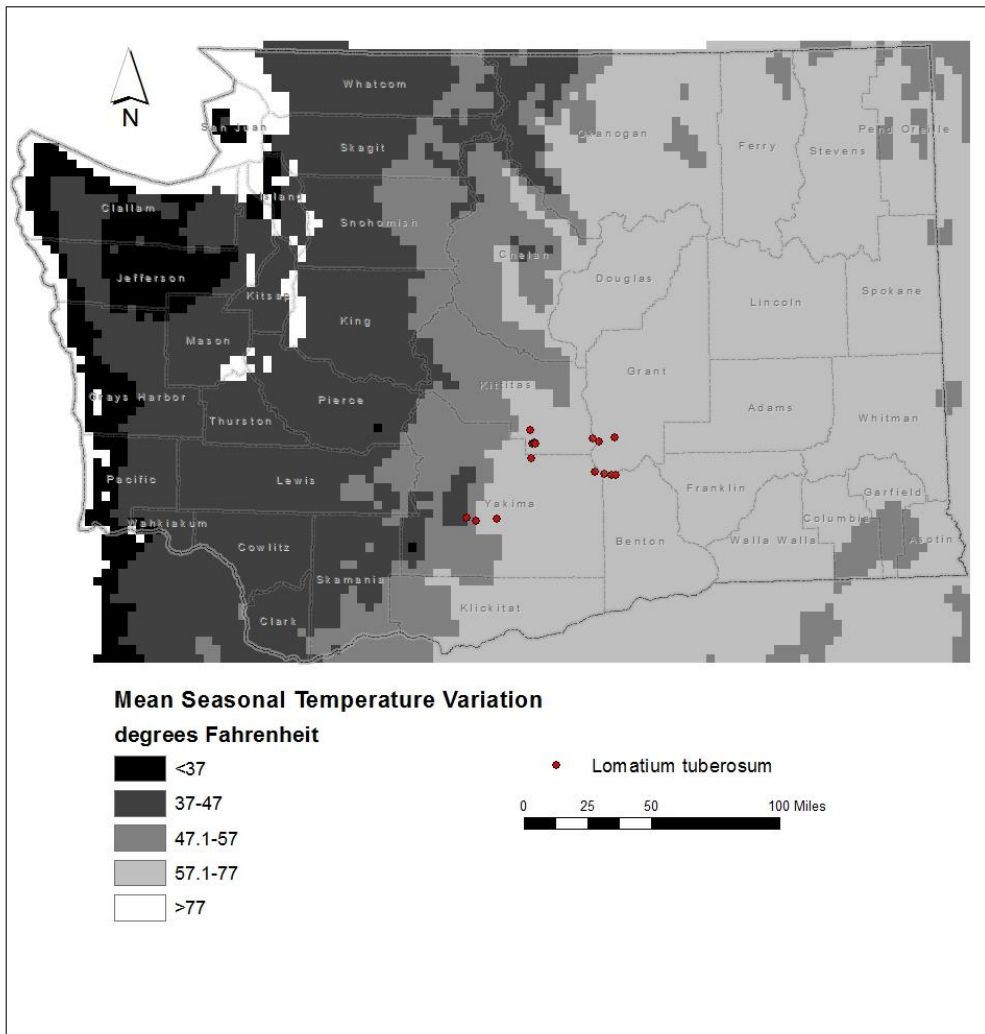 N
Whatcom
San Juan
Okanogan
Pend Oreille
Ferry
Stevens
Skagit
Island
Clallam
Snohomish
Chelan
Jefferson
Douglas
Kitsap
Lincoln
Spokane
King
Mason
Grant
Kittitas
Grays Harbor
Pierce
Adams
Whitman
Thurston
Pacific
Lewis
Yakima
Franklin
Garfield
Wahkiakum
Columbia
Cowlitz
Benton
Walla Walla
Asotin
Skamania
Klickitat
Clark
Mean Seasonal Temperature Variation
degrees Fahrenheit
<37
37-47
47.1-57
57.1-77
>77
Lomatium tuberosum
0 25 50 100 Miles